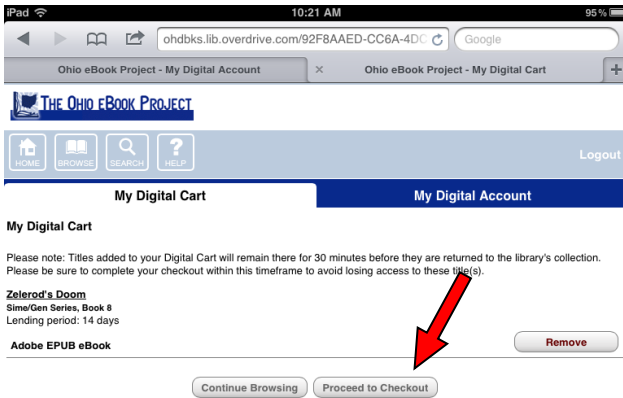 iPad 10:21 AM 95%
ohdbks.lib.overdrive.com/92F8AAED-CC6A-4DC Google
Ohio eBook Project - My Digital Account × Ohio eBook Project - My Digital Cart +
THE OHIO EBOOK PROJECT
HOME BROWSE SEARCH HELP Logout
My Digital Cart My Digital Account
My Digital Cart
Please note: Titles added to your Digital Cart will remain there for 30 minutes before they are returned to the library's collection.
Please be sure to complete your checkout within this timeframe to avoid losing access to these title(s).
Zelerod's Doom
Sime/Gen Series, Book 8
Lending period: 14 days
Adobe EPUB eBook Remove
Continue Browsing Proceed to Checkout